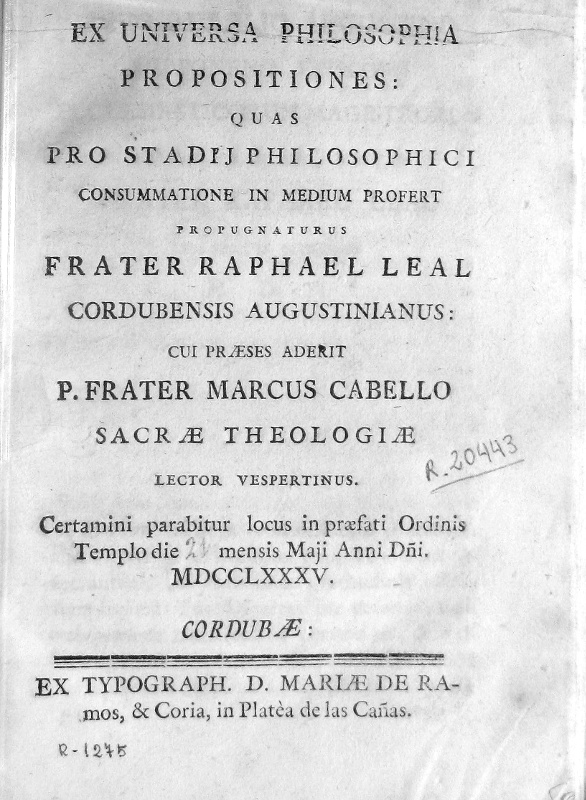 EX UNIVERSA PHILOSOPHIA
PROPOSITIONES:
QUAS
PRO STADIJ PHILOSOPHICI
CONSUMMATIONE IN MEDIUM PROFERT
PROPUGNATURUS
FRATER RAPHAEL LEAL
CORDUBENSIS AUGUSTINIANUS:
CUI PRÆSES ADERIT
P. FRATER MARCUS CABELLO
SACRÆ THEOLOGIÆ
LECTOR VESPERTINUS.
R. 20443
Certamini parabitur locus in præfati Ordinis
Templo die mensis Maji Anni Dñi.
MDCCLXXXV.
CORDUBÆ:
EX TYPOGRAPH. D. MARIÆ DE RA-
mos, & Coria, in Platèa de las Cañas.
R-1275